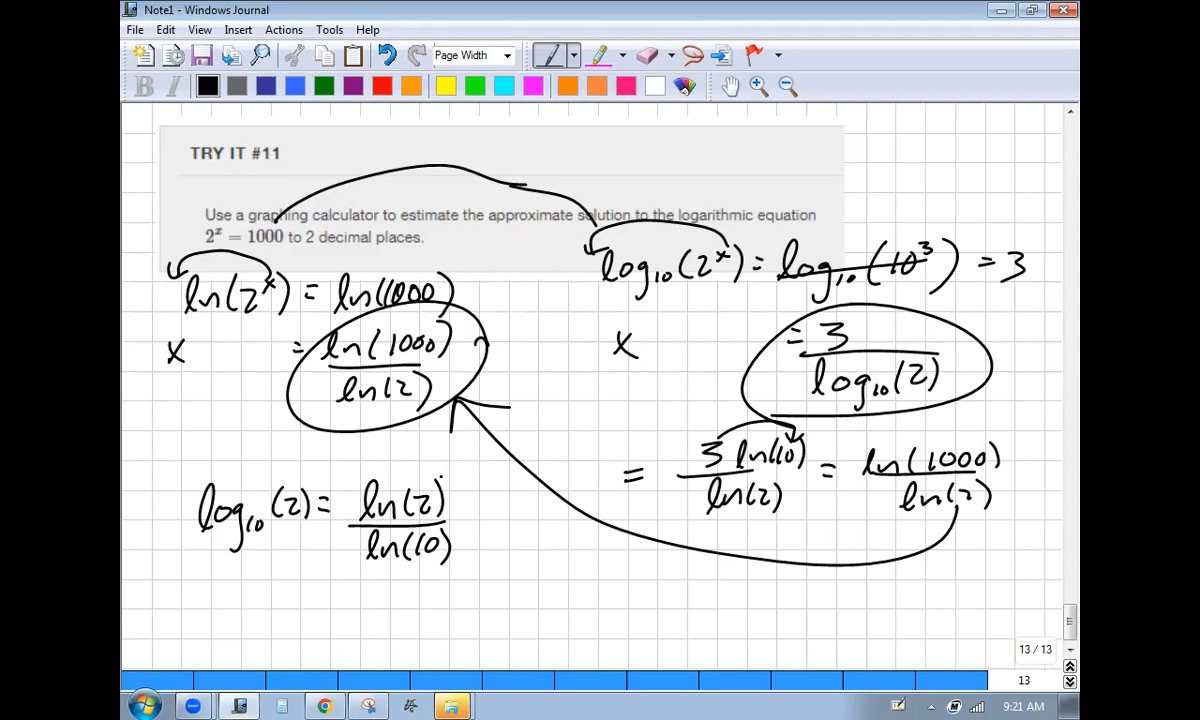 Note1 - Windows Journal
File Edit View Insert Actions Tools Help
Page Width
B I
TRY IT #11
Use a graphing calculator to estimate the approximate solution to the logarithmic equation
2^x = 1000 to 2 decimal places.
log₁₀(2^x) = log₁₀(10^3) = 3
ln(2^x) = ln(1000)
x = ln(1000) / ln(2)
x = 3 / log₁₀(2)
= 3 ln(10) / ln(2) = ln(1000) / ln(2)
log₁₀(2) = ln(2) / ln(10)
13 / 13
13
9:21 AM